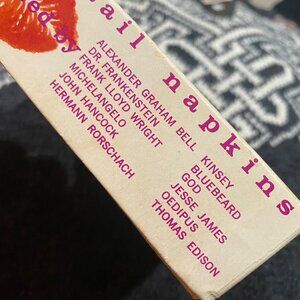 ail napkins
ed by
ALEXANDER GRAHAM BELL
DR. FRANKENSTEIN
FRANK LLOYD WRIGHT
MICHELANGELO
JOHN HANCOCK
HERMANN RORSCHACH
KINSEY
BLUEBEARD
GOD
JESSE JAMES
OEDIPUS
THOMAS EDISON